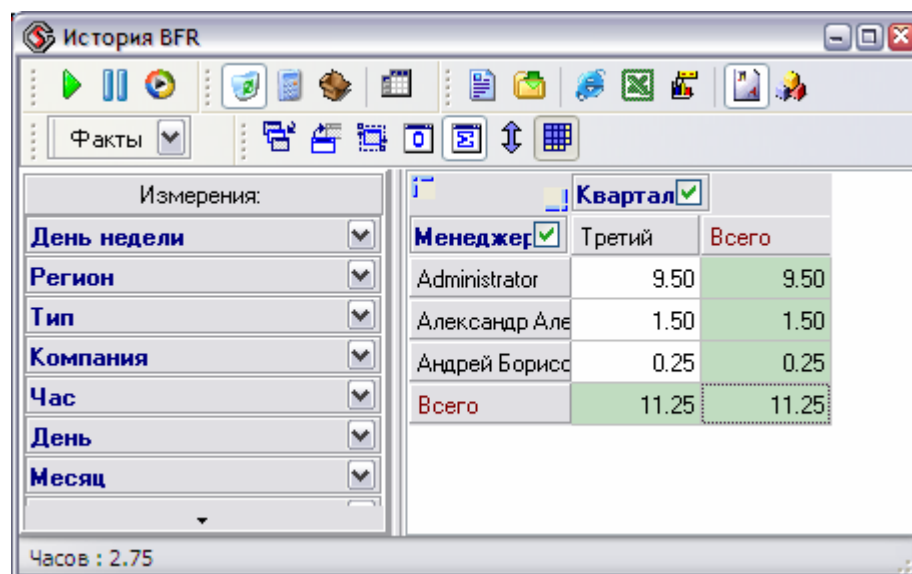 История BFR
Факты
Измерения:
День недели
Регион
Тип
Компания
Час
День
Месяц
Квартал
Менеджер Третий Всего
Administrator 9.50 9.50
Александр Але 1.50 1.50
Андрей Борисс 0.25 0.25
Всего 11.25 11.25
Часов : 2.75